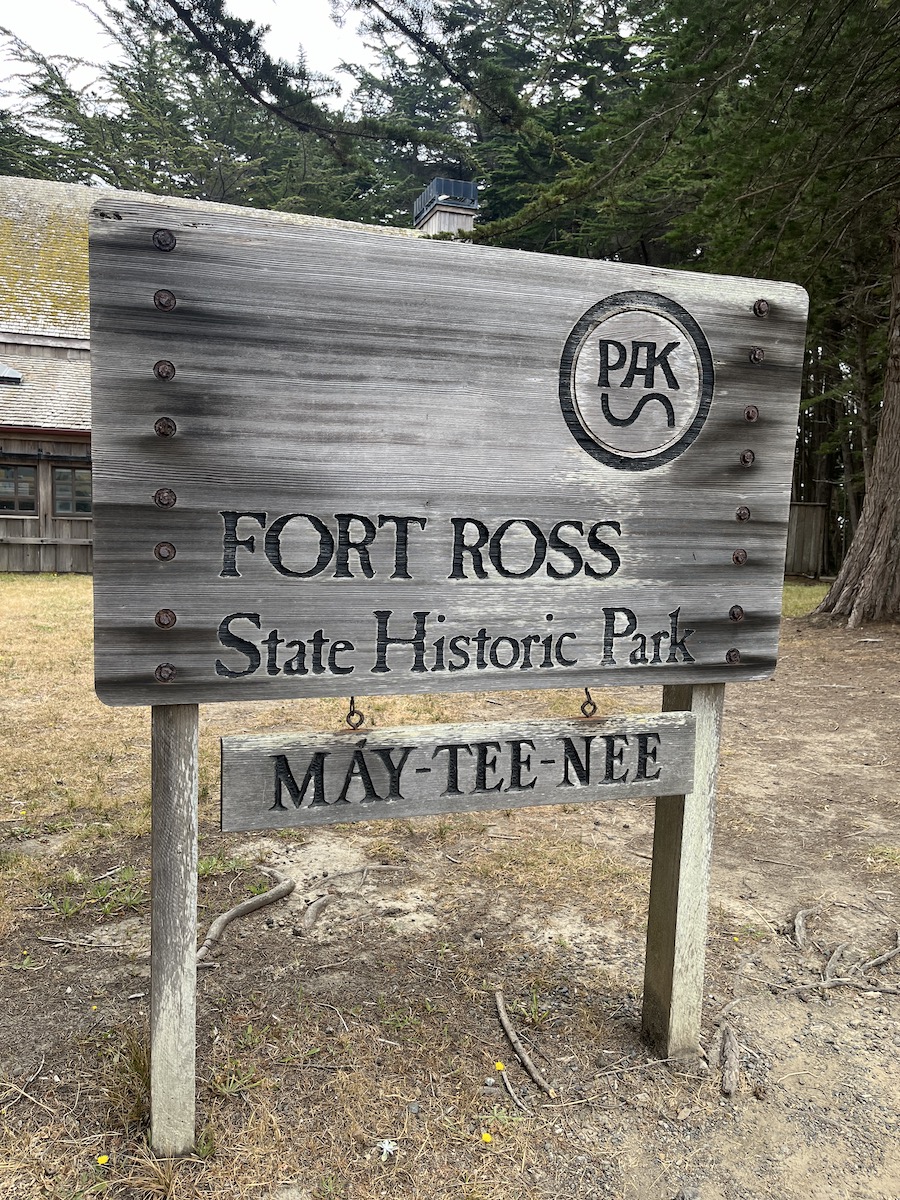 РАК
FORT ROSS
State Historic Park
MÁY-TEE-NEE